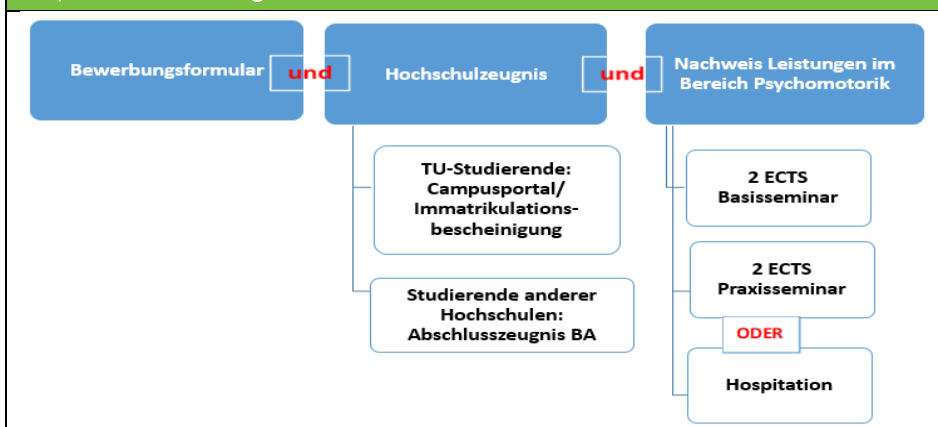 Bewerbungsformular
und
Hochschulzeugnis
und
Nachweis Leistungen im
Bereich Psychomotorik
TU-Studierende:
Campusportal/
Immatrikulations-
bescheinigung
Studierende anderer
Hochschulen:
Abschlusszeugnis BA
2 ECTS
Basisseminar
2 ECTS
Praxisseminar
ODER
Hospitation